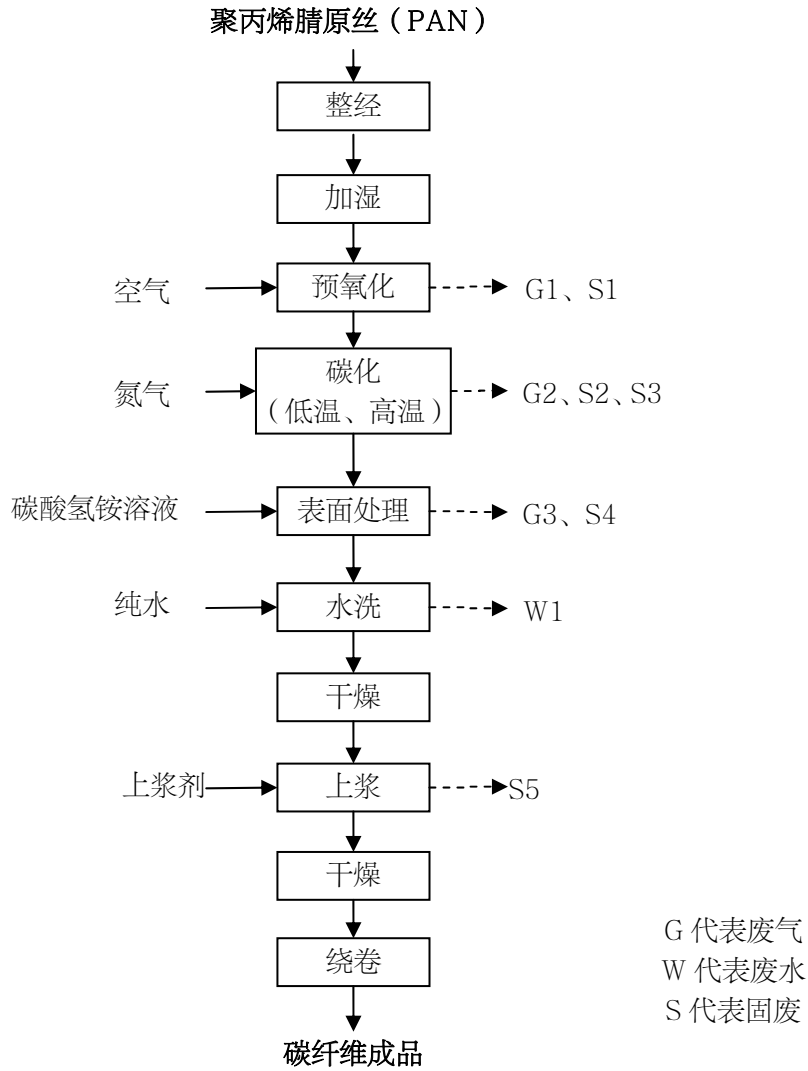 聚丙烯腈原丝（PAN）
整经
加湿
空气
预氧化
G1、S1
氮气
碳化
（低温、高温）
G2、S2、S3
碳酸氢铵溶液
表面处理
G3、S4
纯水
水洗
W1
干燥
上浆剂
上浆
S5
干燥
绕卷
G 代表废气
W 代表废水
S 代表固废
碳纤维成品